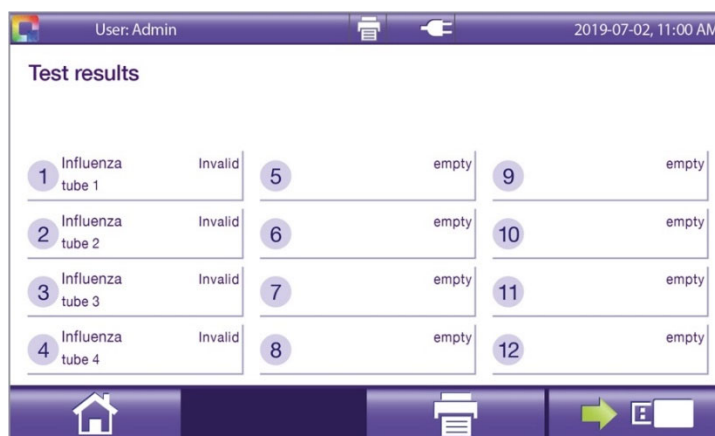 User: Admin
2019-07-02, 11:00 AM
Test results
1 Influenza Invalid
tube 1
2 Influenza Invalid
tube 2
3 Influenza Invalid
tube 3
4 Influenza Invalid
tube 4
5 empty
6 empty
7 empty
8 empty
9 empty
10 empty
11 empty
12 empty